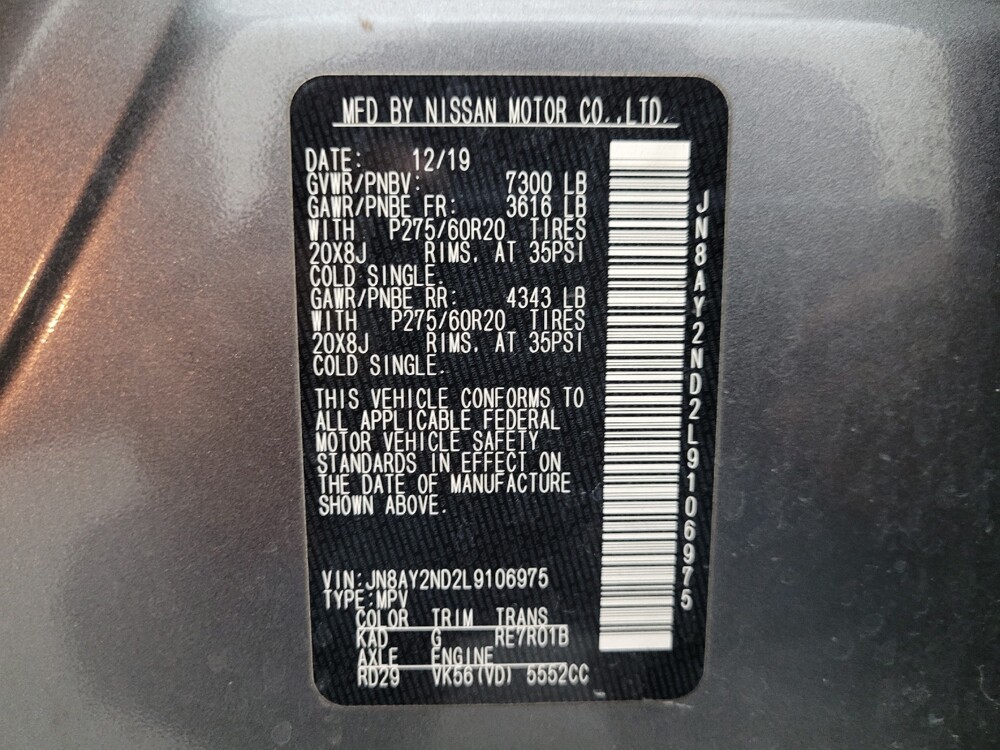 MFD BY NISSAN MOTOR CO.,LTD.
DATE: 12/19
GVWR/PNBV: 7300 LB
GAWR/PNBE FR: 3616 LB
WITH P275/60R20 TIRES
20X8J RIMS, AT 35PSI
COLD SINGLE.
GAWR/PNBE RR: 4343 LB
WITH P275/60R20 TIRES
20X8J RIMS, AT 35PSI
COLD SINGLE.
THIS VEHICLE CONFORMS TO
ALL APPLICABLE FEDERAL
MOTOR VEHICLE SAFETY
STANDARDS IN EFFECT ON
THE DATE OF MANUFACTURE
SHOWN ABOVE.
VIN:JN8AY2ND2L9106975
TYPE:MPV
COLOR TRIM TRANS
KAD G RE7R01B
AXLE ENGINE
RD29 VK56(VD) 5552CC
JN8AY2ND2L9106975